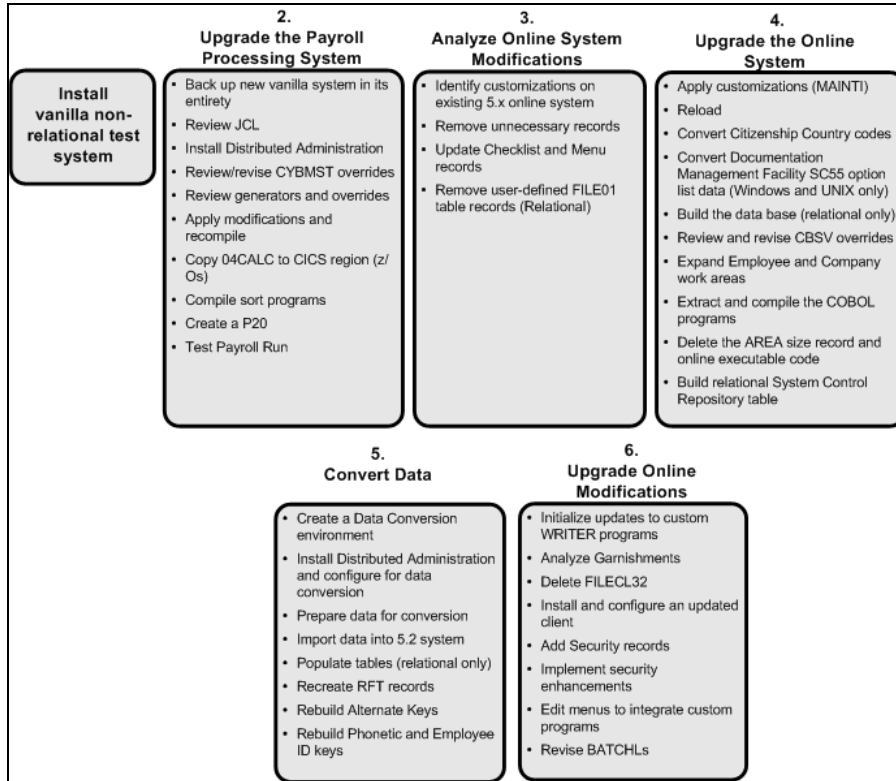 Install
vanilla non-
relational test
system
2.
Upgrade the Payroll
Processing System
• Back up new vanilla system in its
entirety
• Review JCL
• Install Distributed Administration
• Review/revise CYBMST overrides
• Review generators and overrides
• Apply modifications and
recompile
• Copy 04CALC to CICS region (z/
Os)
• Compile sort programs
• Create a P20
• Test Payroll Run
3.
Analyze Online System
Modifications
• Identify customizations on
existing 5.x online system
• Remove unnecessary records
• Update Checklist and Menu
records
• Remove user-defined FILE01
table records (Relational)
4.
Upgrade the Online
System
• Apply customizations (MAINTI)
• Reload
• Convert Citizenship Country codes
• Convert Documentation
Management Facility SC55 option
list data (Windows and UNIX only)
• Build the data base (relational only)
• Review and revise CBSV overrides
• Expand Employee and Company
work areas
• Extract and compile the COBOL
programs
• Delete the AREA size record and
online executable code
• Build relational System Control
Repository table
5.
Convert Data
• Create a Data Conversion
environment
• Install Distributed Administration
and configure for data
conversion
• Prepare data for conversion
• Import data into 5.2 system
• Populate tables (relational only)
• Recreate RFT records
• Rebuild Alternate Keys
• Rebuild Phonetic and Employee
ID keys
6.
Upgrade Online
Modifications
• Initialize updates to custom
WRITER programs
• Analyze Garnishments
• Delete FILECL32
• Install and configure an updated
client
• Add Security records
• Implement security
enhancements
• Edit menus to integrate custom
programs
• Revise BATCHLs